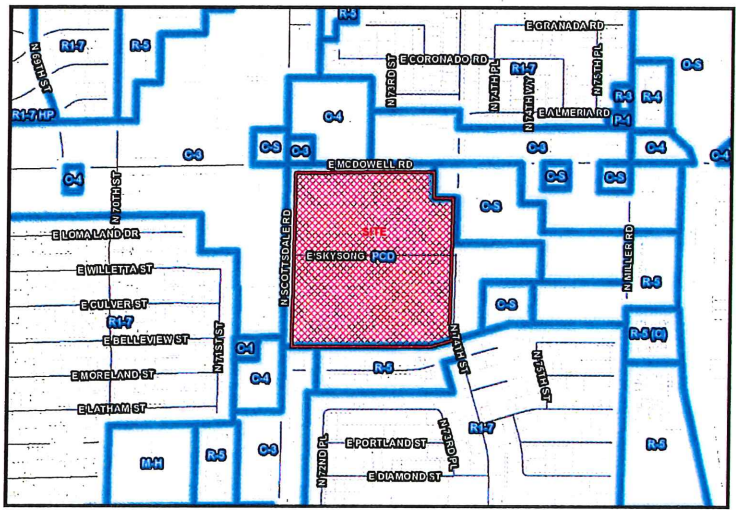 R-5
E GRANADA RD
N 69TH ST
R1-7
R-5
N 73RD ST
E CORONADO RD
N 74TH PL
R1-7
N 74TH WY
N 75TH PL
O-S
R-3
R-4
R1-7 HP
C-4
E ALMERIA RD
P-1
C-S
C-3
C-3
C-3
C-4
C-4
E MCDOWELL RD
C-4
C-S
C-S
N 70TH ST
C-S
N SCOTTSDALE RD
SITE
E LOMA LAND DR
N MILLER RD
E SKYSONG
PCD
E WILLETTA ST
R-5
E CULVER ST
C-S
R1-7
N 71ST ST
E BELLEVIEW ST
R-5 (C)
C-1
N 74TH ST
N 75TH ST
E MORELAND ST
C-4
R-5
E LATHAM ST
R1-7
N 72ND PL
E PORTLAND ST
N 73RD PL
R-5
M-H
R-5
C-3
E DIAMOND ST